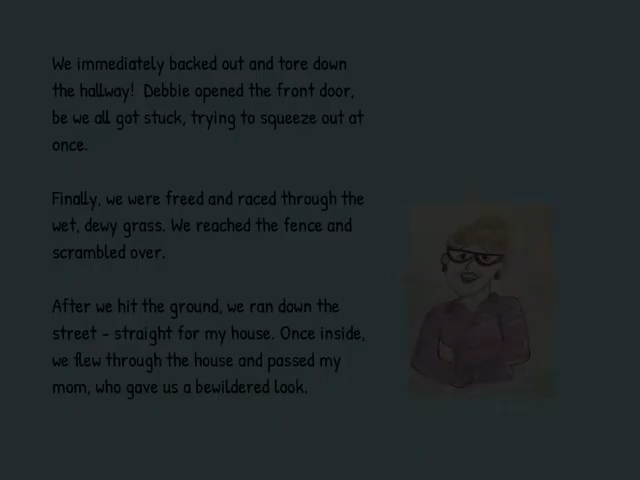 We immediately backed out and tore down
the hallway! Debbie opened the front door,
be we all got stuck, trying to squeeze out at
once.
Finally, we were freed and raced through the
wet, dewy grass. We reached the fence and
scrambled over.
After we hit the ground, we ran down the
street - straight for my house. Once inside,
we flew through the house and passed my
mom, who gave us a bewildered look.